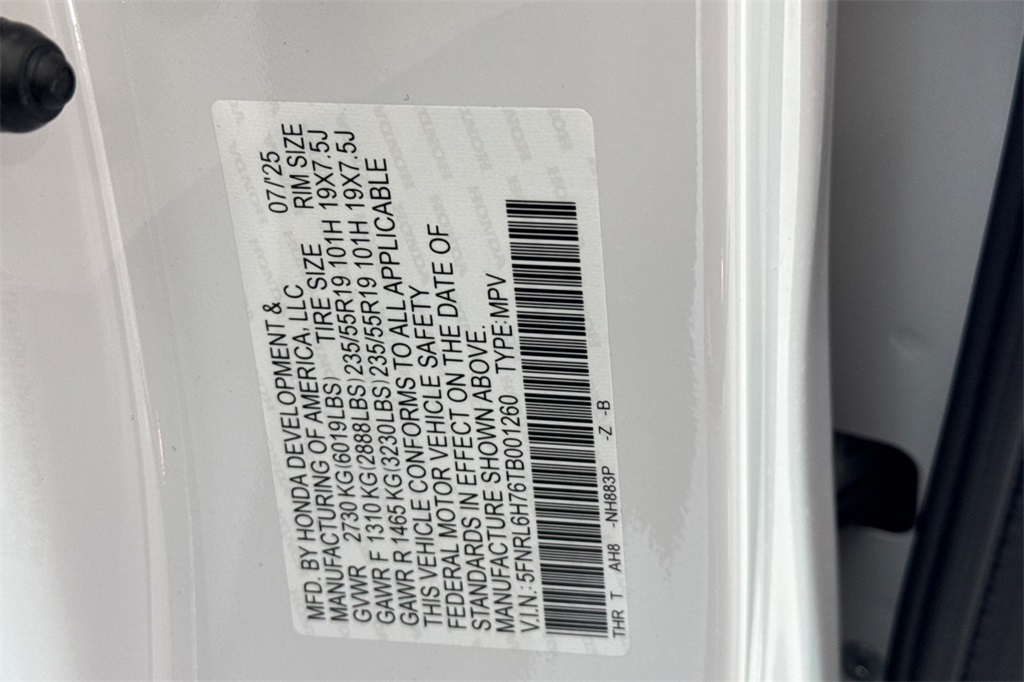 MFD. BY HONDA DEVELOPMENT & 07/'25
MANUFACTURING OF AMERICA, LLC
TIRE SIZE RIM SIZE
GVWR 2730 KG(6019LBS)
GAWR F 1310 KG(2888LBS) 235/55R19 101H 19X7.5J
GAWR R 1465 KG(3230LBS) 235/55R19 101H 19X7.5J
THIS VEHICLE CONFORMS TO ALL APPLICABLE
FEDERAL MOTOR VEHICLE SAFETY
STANDARDS IN EFFECT ON THE DATE OF
MANUFACTURE SHOWN ABOVE.
V.I.N.:5FNRL6H76TB001260 TYPE:MPV
THR T AH8 -NH883P -Z -B
HONDA